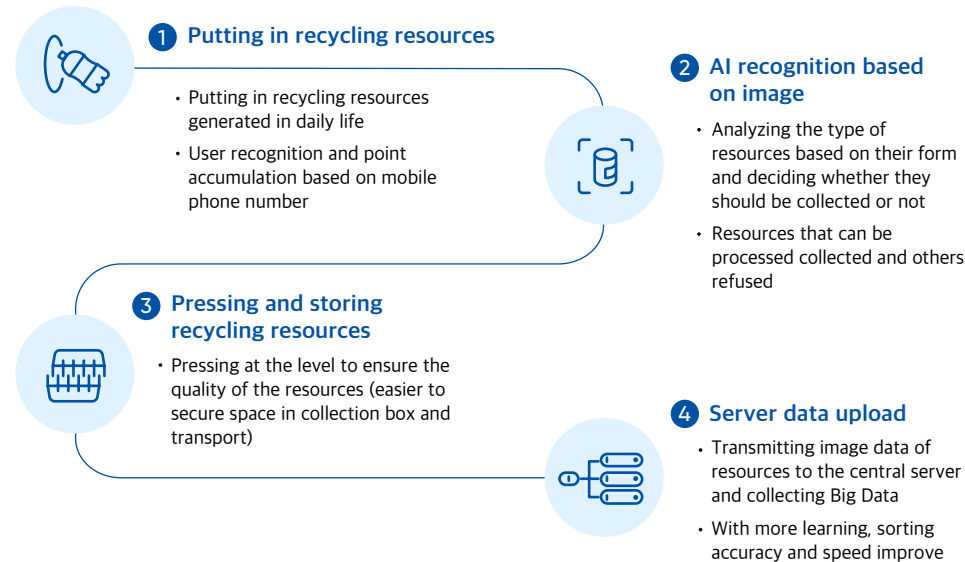 1 Putting in recycling resources
• Putting in recycling resources
generated in daily life
• User recognition and point
accumulation based on mobile
phone number
2 AI recognition based
on image
• Analyzing the type of
resources based on their form
and deciding whether they
should be collected or not
• Resources that can be
processed collected and others
refused
3 Pressing and storing
recycling resources
• Pressing at the level to ensure the
quality of the resources (easier to
secure space in collection box and
transport)
4 Server data upload
• Transmitting image data of
resources to the central server
and collecting Big Data
• With more learning, sorting
accuracy and speed improve